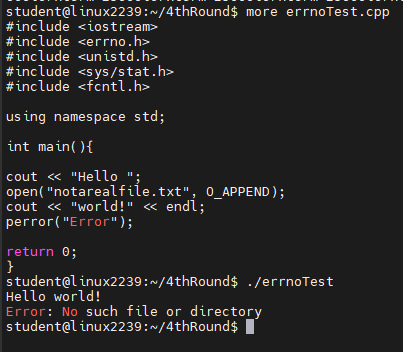 student@linux2239:~/4thRound$ more errnoTest.cpp
#include <iostream>
#include <errno.h>
#include <unistd.h>
#include <sys/stat.h>
#include <fcntl.h>
using namespace std;
int main(){
cout << "Hello ";
open("notarealfile.txt", O_APPEND);
cout << "world!" << endl;
perror("Error");
return 0;
}
student@linux2239:~/4thRound$ ./errnoTest
Hello world!
Error: No such file or directory
student@linux2239:~/4thRound$